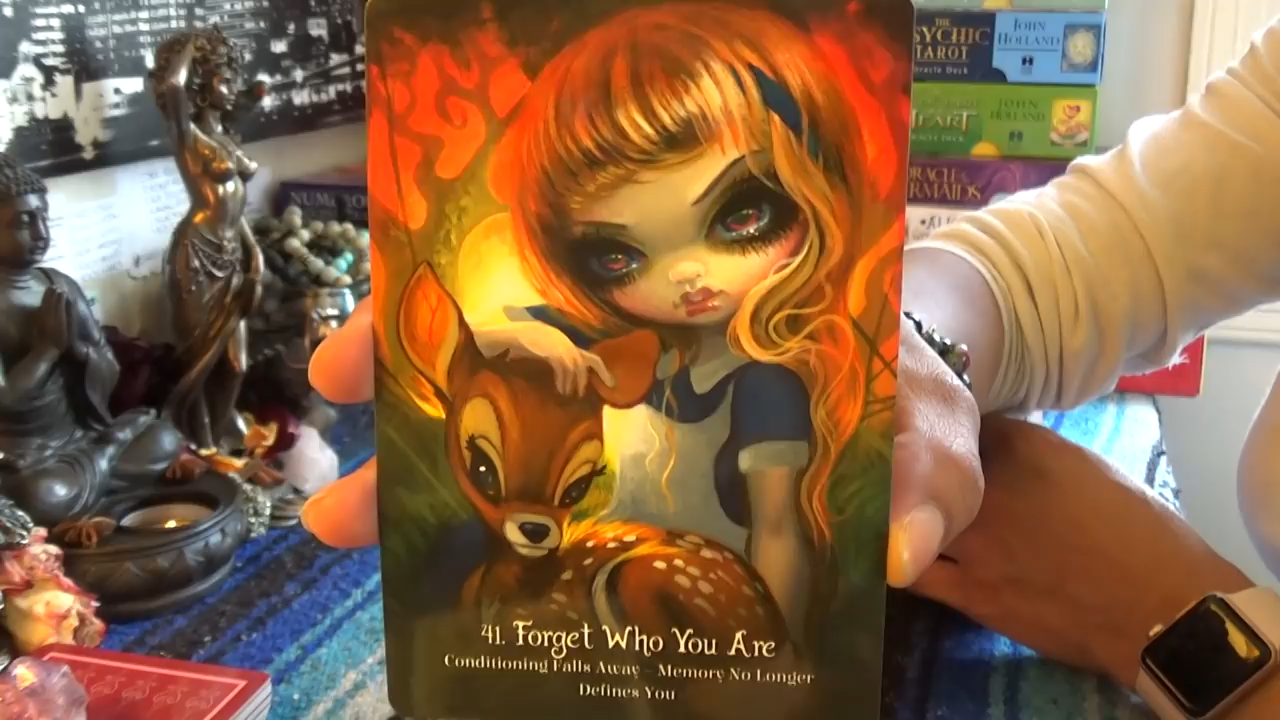 THE
PSYCHIC
TAROT
Oracle Deck
JOHN
HOLLAND
HEART
JOHN
HOLLAND
ORACLE
MERMAIDS
41. Forget Who You Are
Conditioning Falls Away ~ Memory No Longer
Defines You